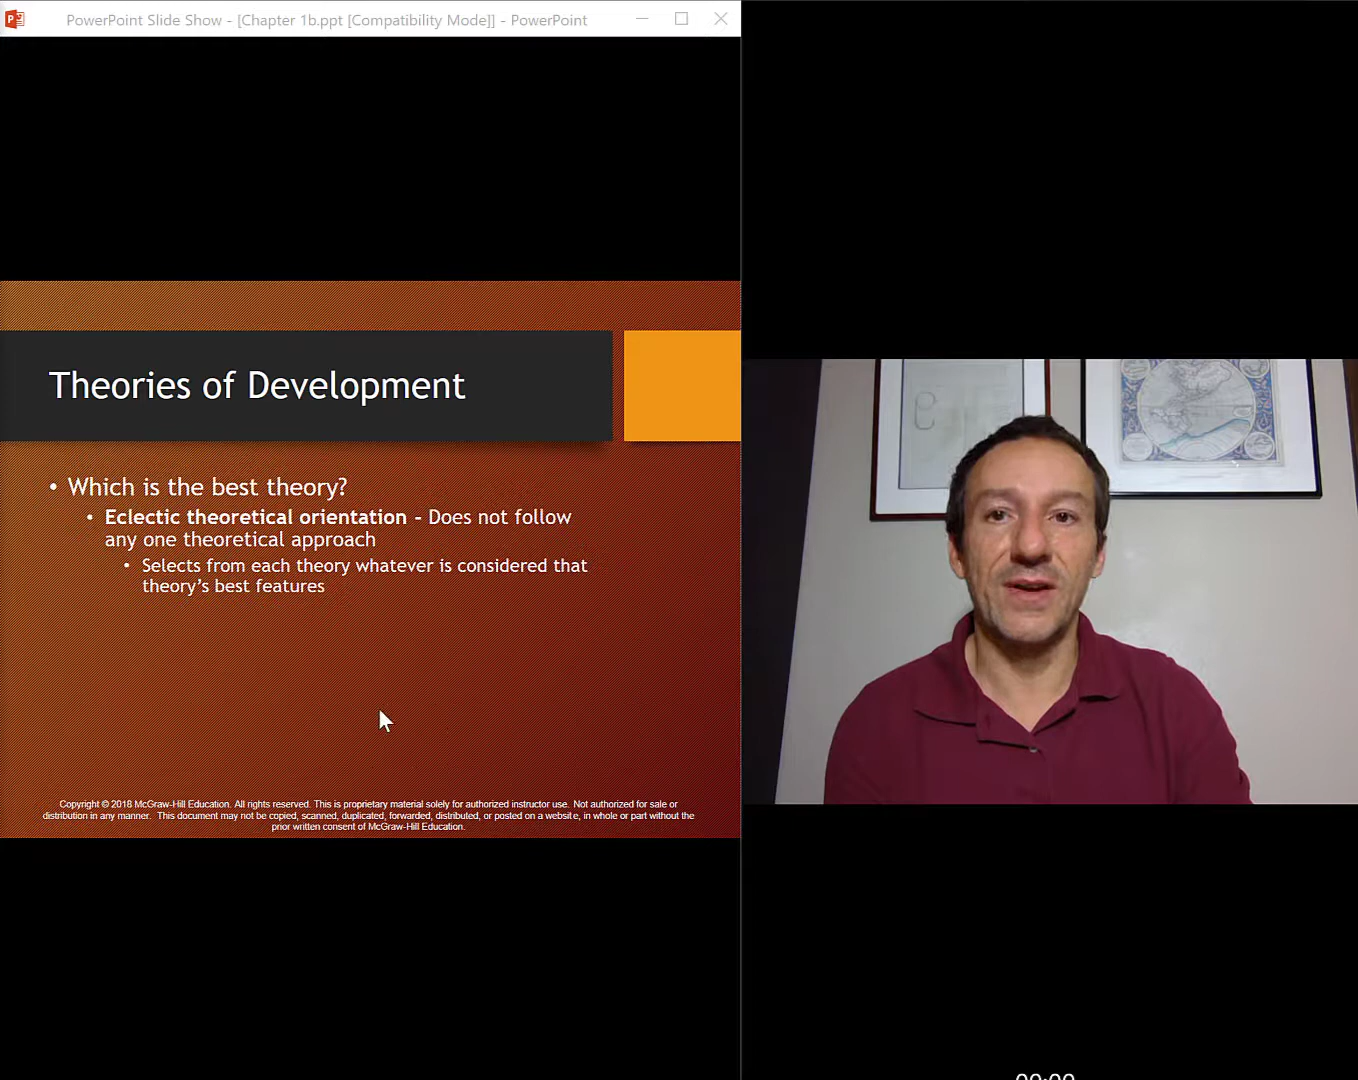 PowerPoint Slide Show - [Chapter 1b.ppt [Compatibility Mode]] - PowerPoint
Theories of Development
• Which is the best theory?
• Eclectic theoretical orientation - Does not follow
any one theoretical approach
• Selects from each theory whatever is considered that
theory's best features
Copyright © 2018 McGraw-Hill Education. All rights reserved. This is proprietary material solely for authorized instructor use. Not authorized for sale or
distribution in any manner. This document may not be copied, scanned, duplicated, forwarded, distributed, or posted on a website, in whole or part without the
prior written consent of McGraw-Hill Education.